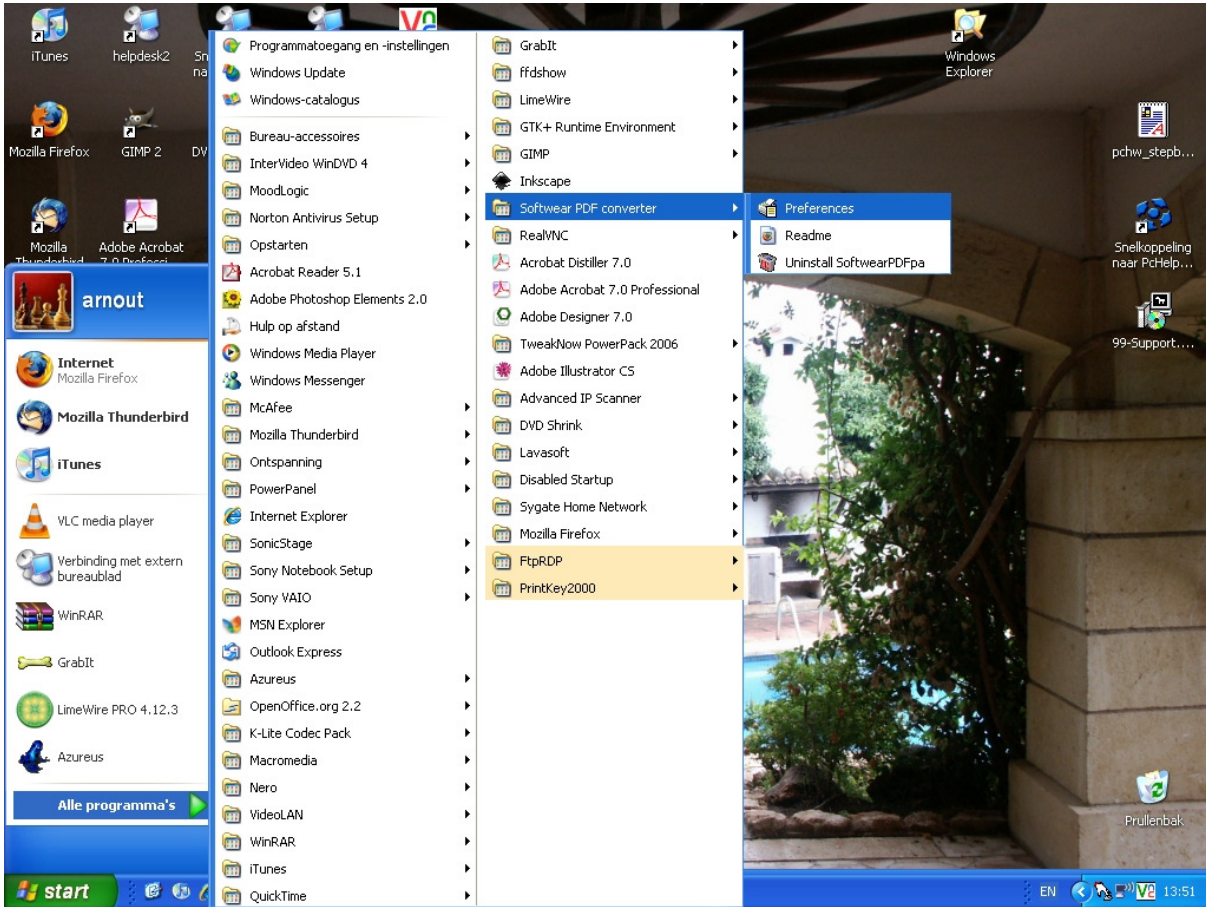 iTunes
helpdesk2
Windows
Explorer
Mozilla Firefox
GIMP 2
pchw_stepb...
Mozilla
Thunderbird
Adobe Acrobat
7.0 Professi...
Snelkoppeling
naar PcHelp...
99-Support....
Prullenbak
arnout
Internet
Mozilla Firefox
Mozilla Thunderbird
iTunes
VLC media player
Verbinding met extern
bureaublad
WinRAR
GrabIt
LimeWire PRO 4.12.3
Azureus
Alle programma's
Programmatoegang en -instellingen
Windows Update
Windows-catalogus
Bureau-accessoires
InterVideo WinDVD 4
MoodLogic
Norton Antivirus Setup
Opstarten
Acrobat Reader 5.1
Adobe Photoshop Elements 2.0
Hulp op afstand
Windows Media Player
Windows Messenger
McAfee
Mozilla Thunderbird
Ontspanning
PowerPanel
Internet Explorer
SonicStage
Sony Notebook Setup
Sony VAIO
MSN Explorer
Outlook Express
Azureus
OpenOffice.org 2.2
K-Lite Codec Pack
Macromedia
Nero
VideoLAN
WinRAR
iTunes
QuickTime
GrabIt
ffdshow
LimeWire
GTK+ Runtime Environment
GIMP
Inkscape
Softwear PDF converter
RealVNC
Acrobat Distiller 7.0
Adobe Acrobat 7.0 Professional
Adobe Designer 7.0
TweakNow PowerPack 2006
Adobe Illustrator CS
Advanced IP Scanner
DVD Shrink
Lavasoft
Disabled Startup
Sygate Home Network
Mozilla Firefox
FtpRDP
PrintKey2000
Preferences
Readme
Uninstall SoftwearPDFpa
start
EN
13:51